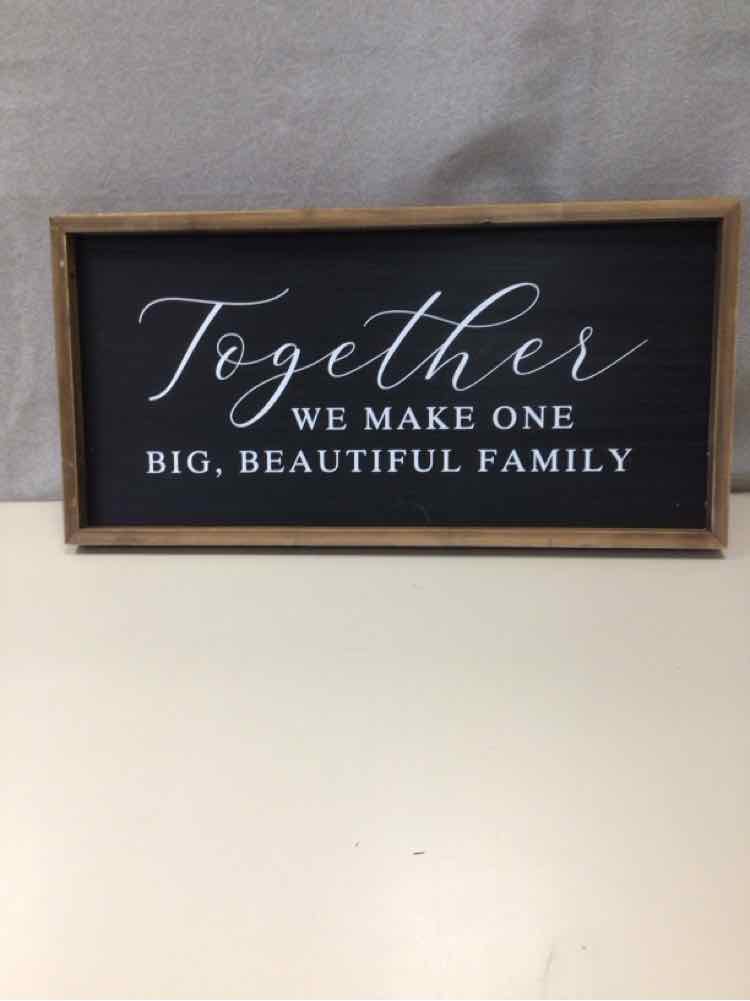 Together
WE MAKE ONE
BIG, BEAUTIFUL FAMILY